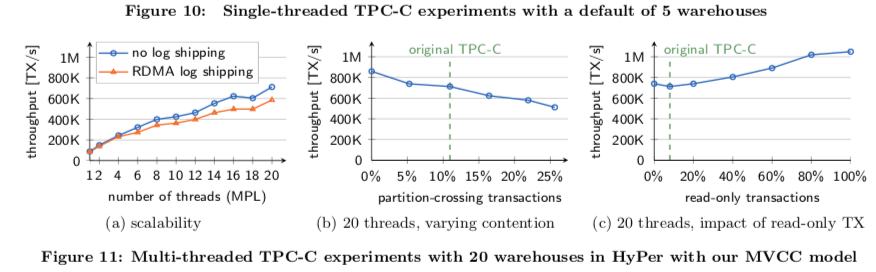 Figure 10: Single-threaded TPC-C experiments with a default of 5 warehouses
throughput [TX/s]
1M
800K
600K
400K
200K
0
no log shipping
RDMA log shipping
1 2 4 6 8 10 12 14 16 18 20
number of threads (MPL)
(a) scalability
throughput [TX/s]
1M
800K
600K
400K
200K
0
original TPC-C
0% 5% 10% 15% 20% 25%
partition-crossing transactions
(b) 20 threads, varying contention
throughput [TX/s]
1M
800K
600K
400K
200K
0
original TPC-C
0% 20% 40% 60% 80% 100%
read-only transactions
(c) 20 threads, impact of read-only TX
Figure 11: Multi-threaded TPC-C experiments with 20 warehouses in HyPer with our MVCC model